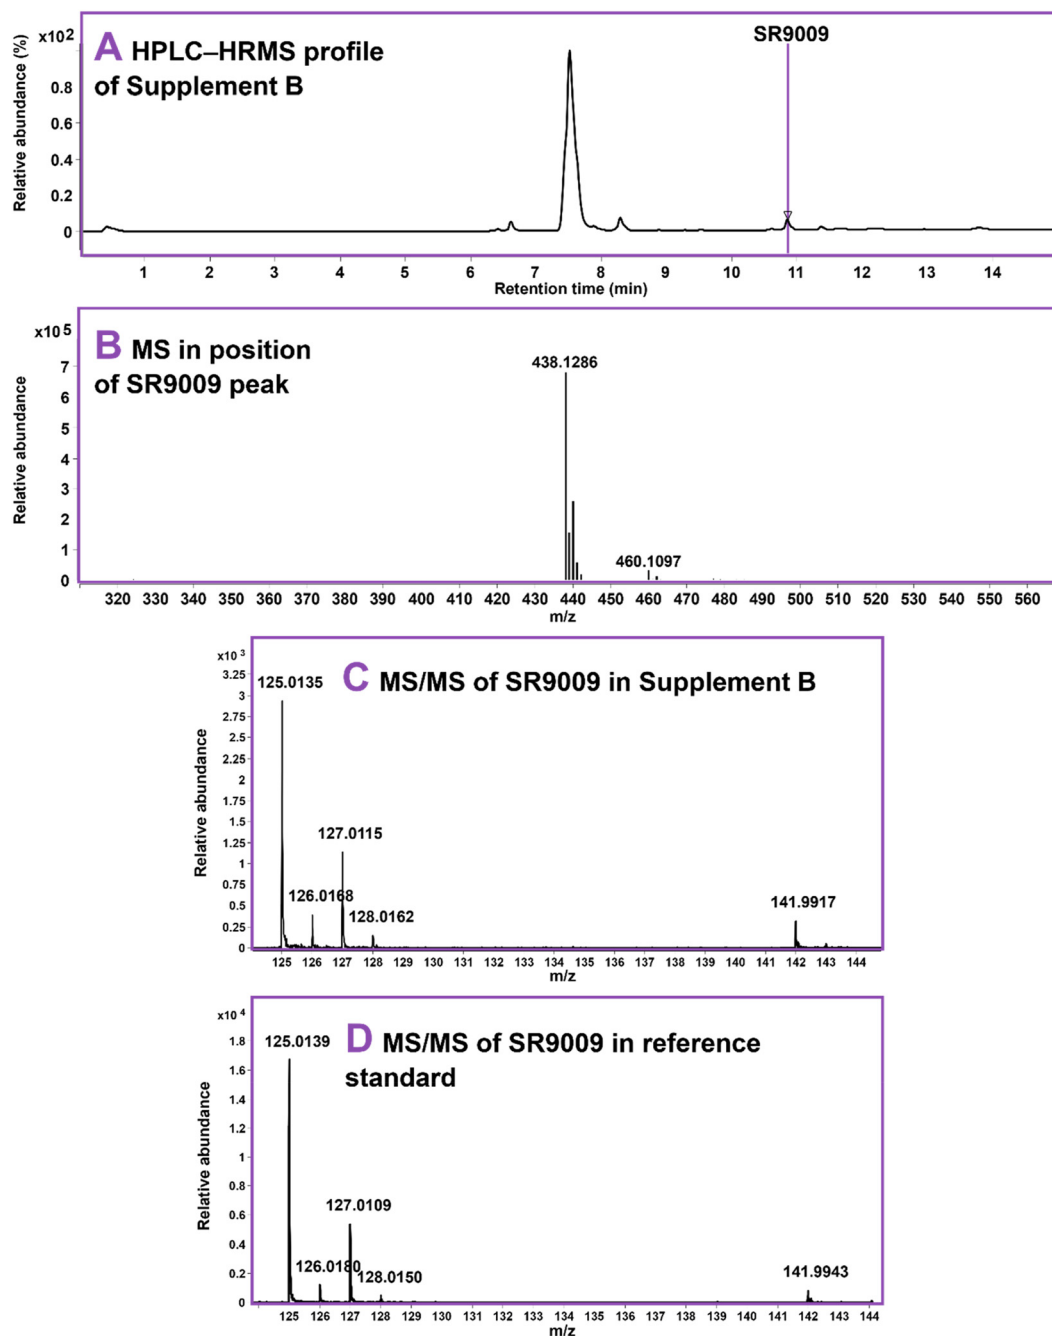 A HPLC–HRMS profile
of Supplement B
SR9009
x10²
Relative abundance (%)
0.8
0.6
0.4
0.2
0
1 2 3 4 5 6 7 8 9 10 11 12 13 14
Retention time (min)
B MS in position
of SR9009 peak
x10⁵
Relative abundance
7
6
5
4
3
2
1
0
438.1286
460.1097
320 330 340 350 360 370 380 390 400 410 420 430 440 450 460 470 480 490 500 510 520 530 540 550 560
m/z
C MS/MS of SR9009 in Supplement B
x10³
Relative abundance
3.25
3
2.75
2.5
2.25
2
1.75
1.5
1.25
1
0.75
0.5
0.25
0
125.0135
127.0115
126.0168
128.0162
141.9917
125 126 127 128 129 130 131 132 133 134 135 136 137 138 139 140 141 142 143 144
m/z
D MS/MS of SR9009 in reference
standard
x10⁴
Relative abundance
1.8
1.6
1.4
1.2
1
0.8
0.6
0.4
0.2
0
125.0139
127.0109
126.0180
128.0150
141.9943
125 126 127 128 129 130 131 132 133 134 135 136 137 138 139 140 141 142 143 144
m/z